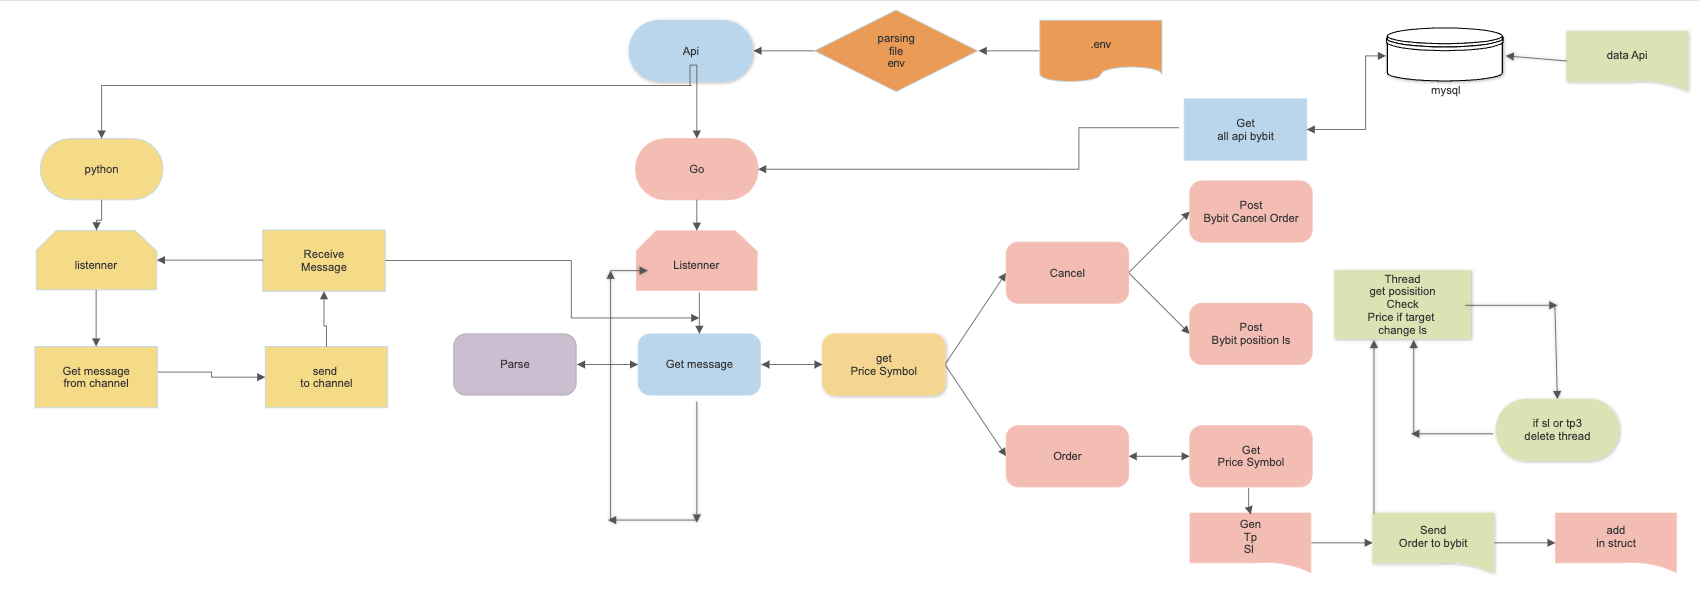 Api
parsing
file
env
.env
mysql
data Api
Get
all api bybit
python
Go
Post
Bybit Cancel Order
listenner
Receive
Message
Listenner
Cancel
Post
Bybit position ls
Thread
get posisition
Check
Price if target
change ls
Get message
from channel
send
to channel
Parse
Get message
get
Price Symbol
if sl or tp3
delete thread
Order
Get
Price Symbol
Gen
Tp
Sl
Send
Order to bybit
add
in struct